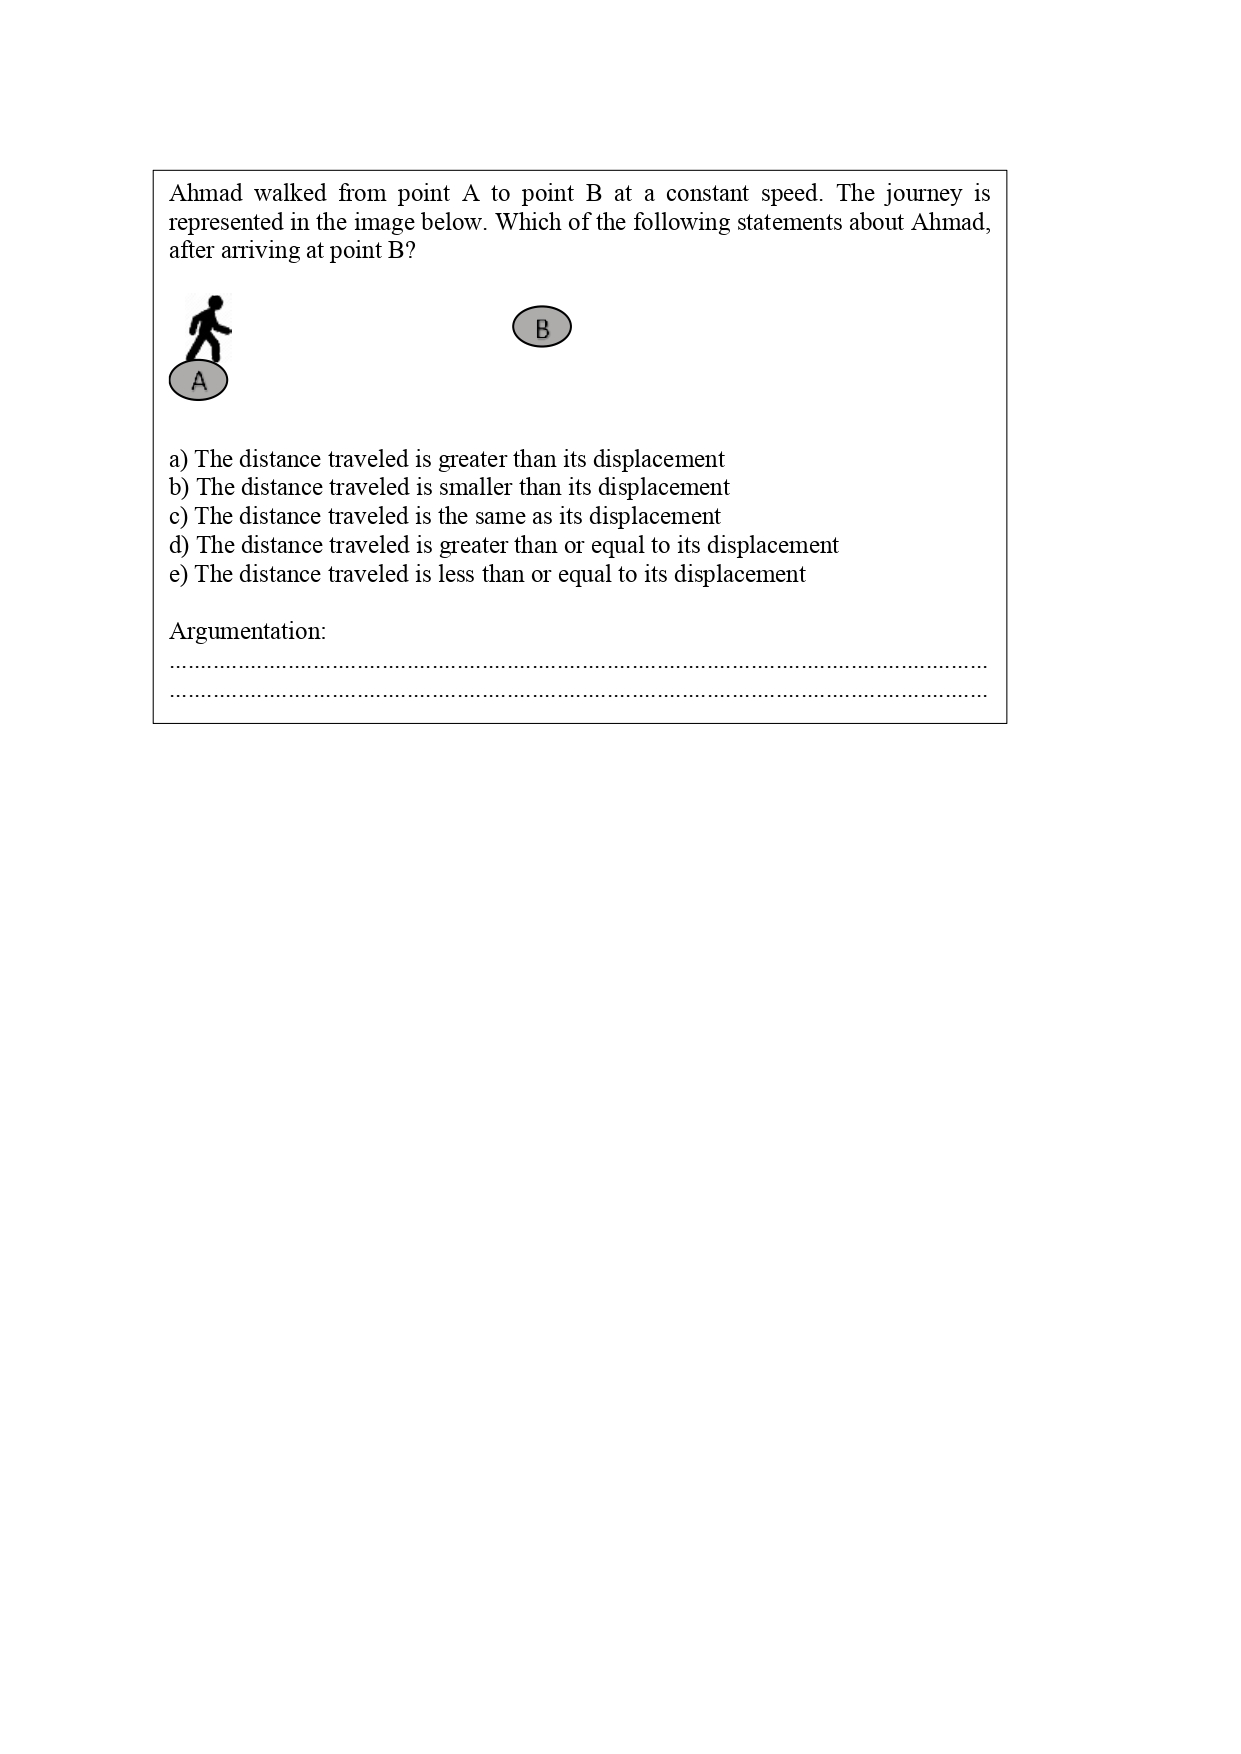 Ahmad walked from point A to point B at a constant speed. The journey is
represented in the image below. Which of the following statements about Ahmad,
after arriving at point B?
B
A
a) The distance traveled is greater than its displacement
b) The distance traveled is smaller than its displacement
c) The distance traveled is the same as its displacement
d) The distance traveled is greater than or equal to its displacement
e) The distance traveled is less than or equal to its displacement
Argumentation:
....................................................................................................................................
....................................................................................................................................